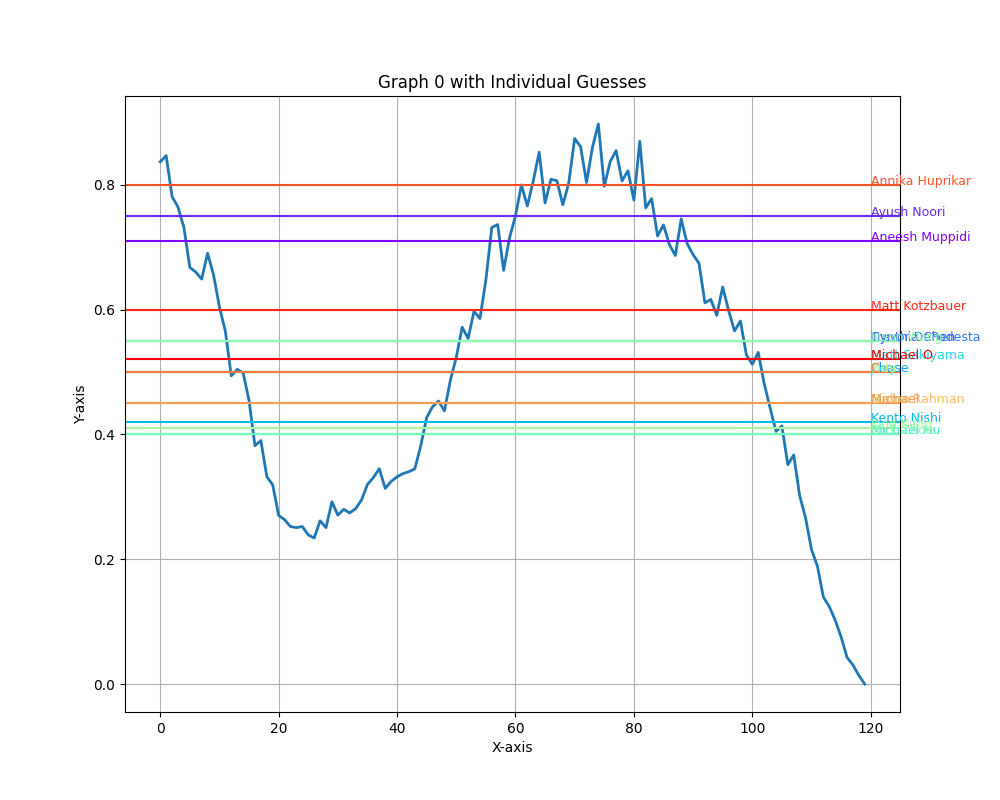 Graph 0 with Individual Guesses
Y-axis
0.8
0.6
0.4
0.2
0.0
0
20
40
60
80
100
120
X-axis
Annika Huprikar
Ayush Noori
Aneesh Muppidi
Matt Kotzbauer
Michael O
Chase
Rahman
Kento Nishi